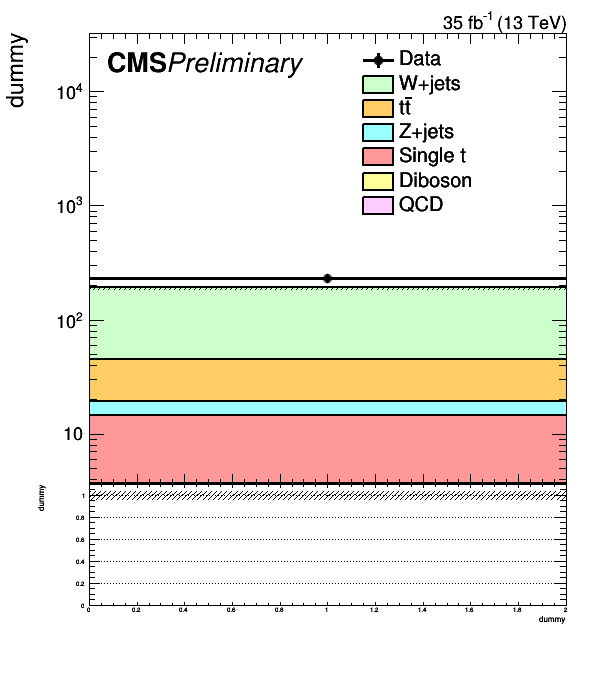 35 fb⁻¹ (13 TeV)
dummy
CMS Preliminary
Data
W+jets
tt̄
Z+jets
Single t
Diboson
QCD
10⁴
10³
10²
10
dummy
1
0.8
0.6
0.4
0.2
0
0 0.2 0.4 0.6 0.8 1 1.2 1.4 1.6 1.8 2
dummy